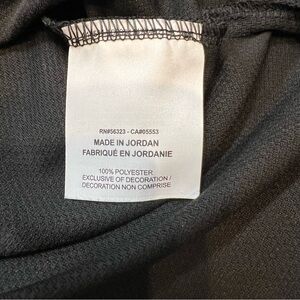 RN#56323 - CA#05553
MADE IN JORDAN
FABRIQUÉ EN JORDANIE
100% POLYESTER
EXCLUSIVE OF DECORATION /
DECORATION NON COMPRISE